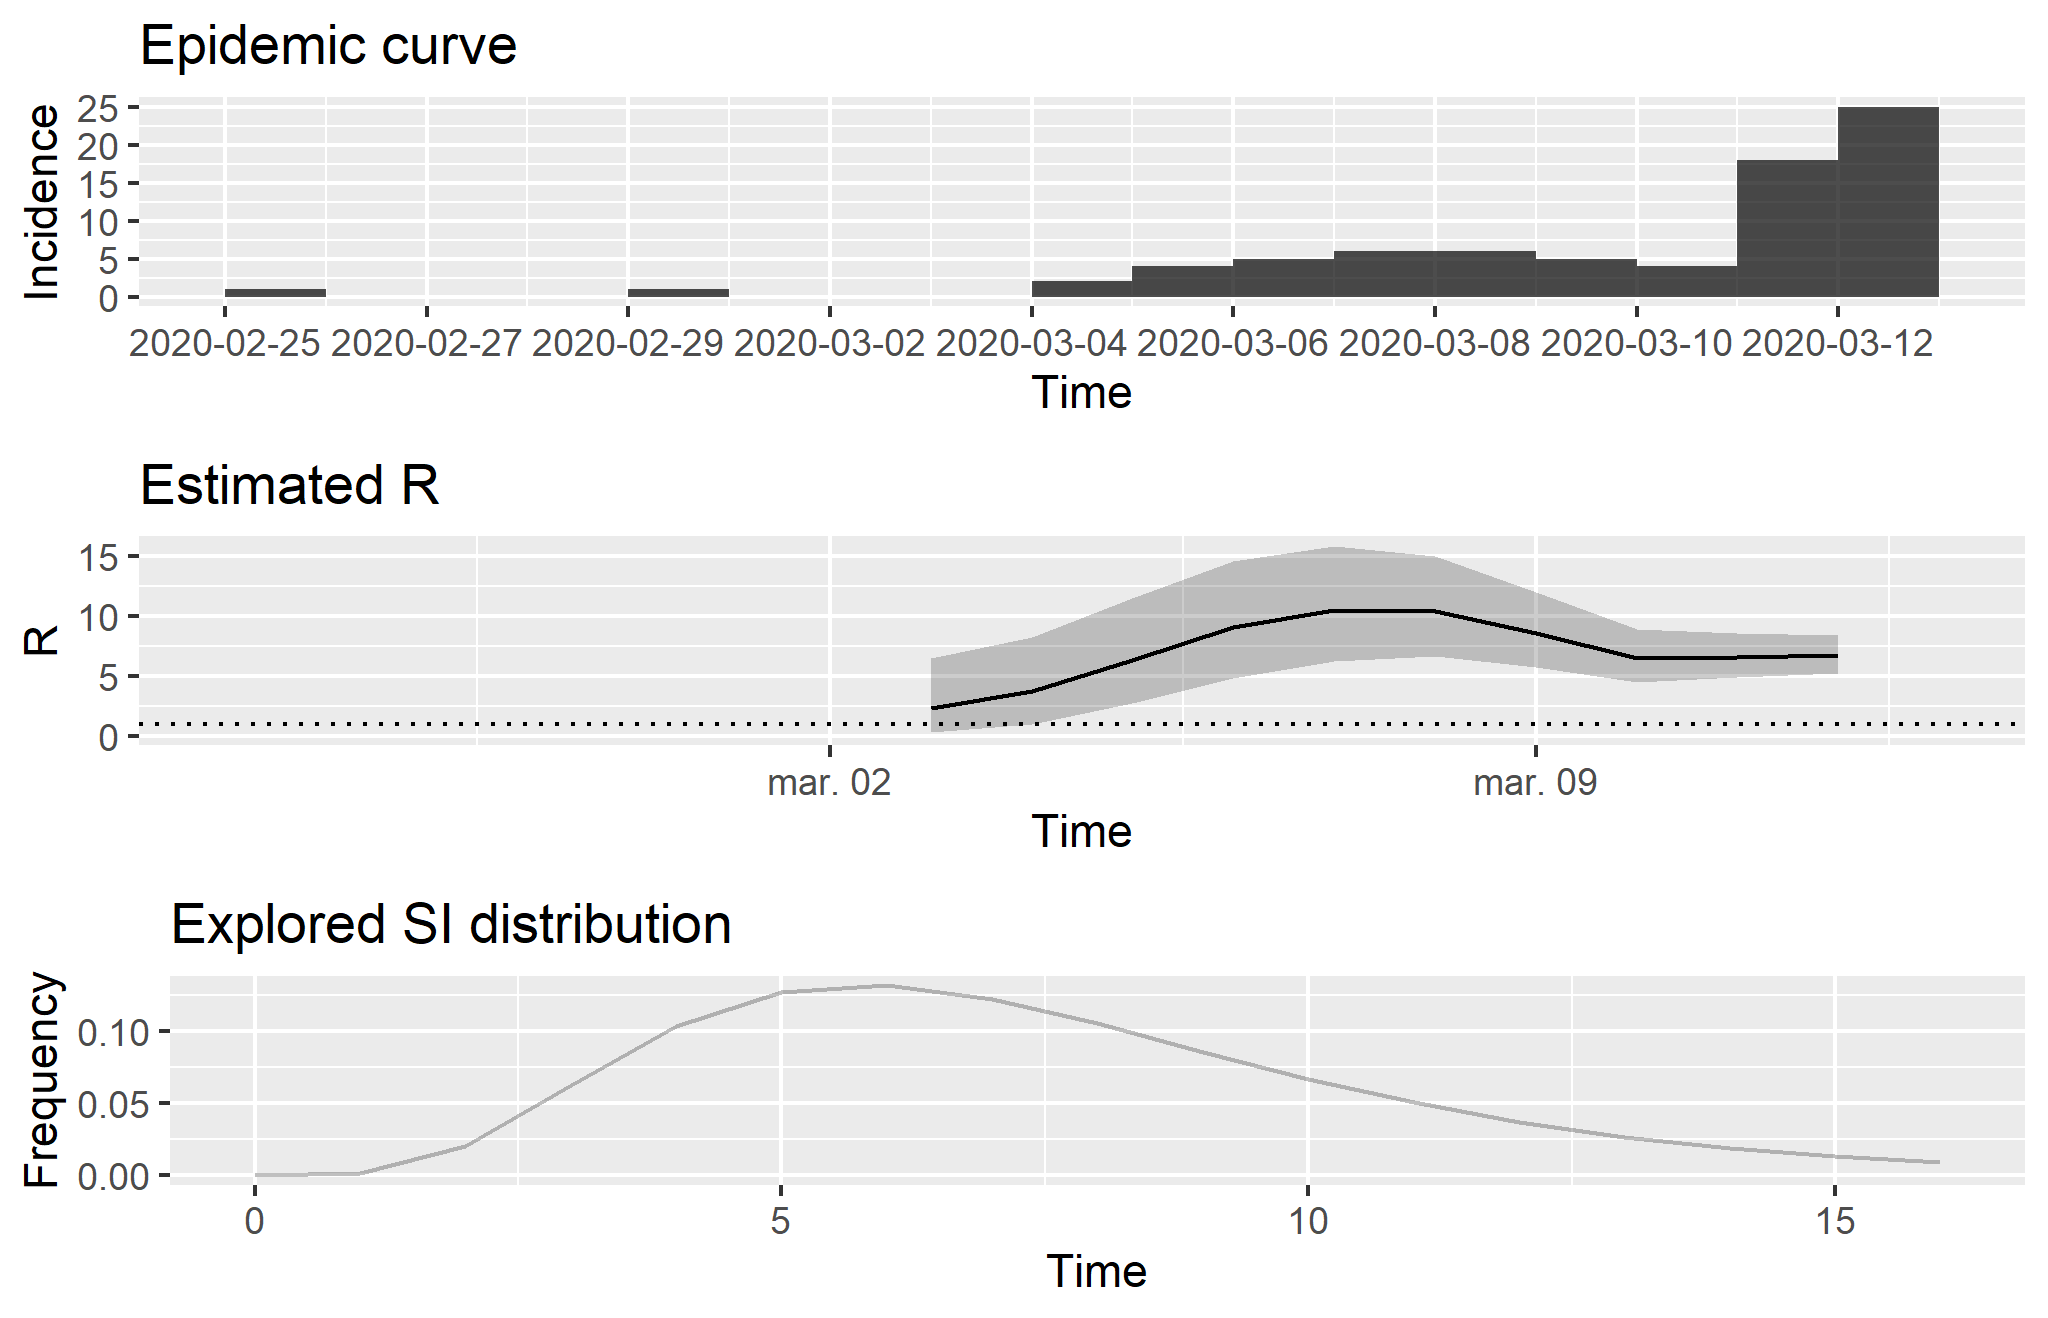 Epidemic curve
25
20
15
10
5
0
Incidence
2020-02-25 2020-02-27 2020-02-29 2020-03-02 2020-03-04 2020-03-06 2020-03-08 2020-03-10 2020-03-12
Time
Estimated R
15
10
5
0
R
mar. 02 mar. 09
Time
Explored SI distribution
0.10
0.05
0.00
Frequency
0 5 10 15
Time